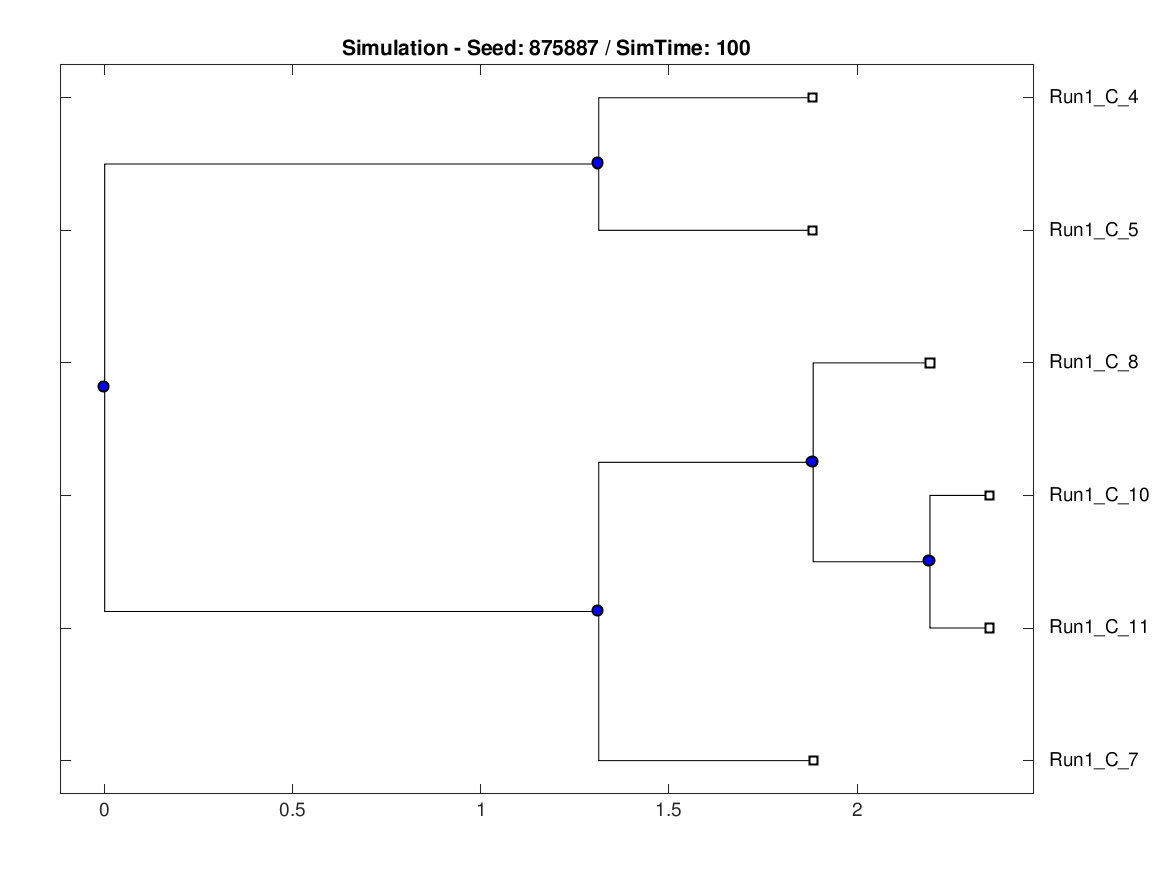 Simulation - Seed: 875887 / SimTime: 100
Run1_C_4
Run1_C_5
Run1_C_8
Run1_C_10
Run1_C_11
Run1_C_7
0 0.5 1 1.5 2